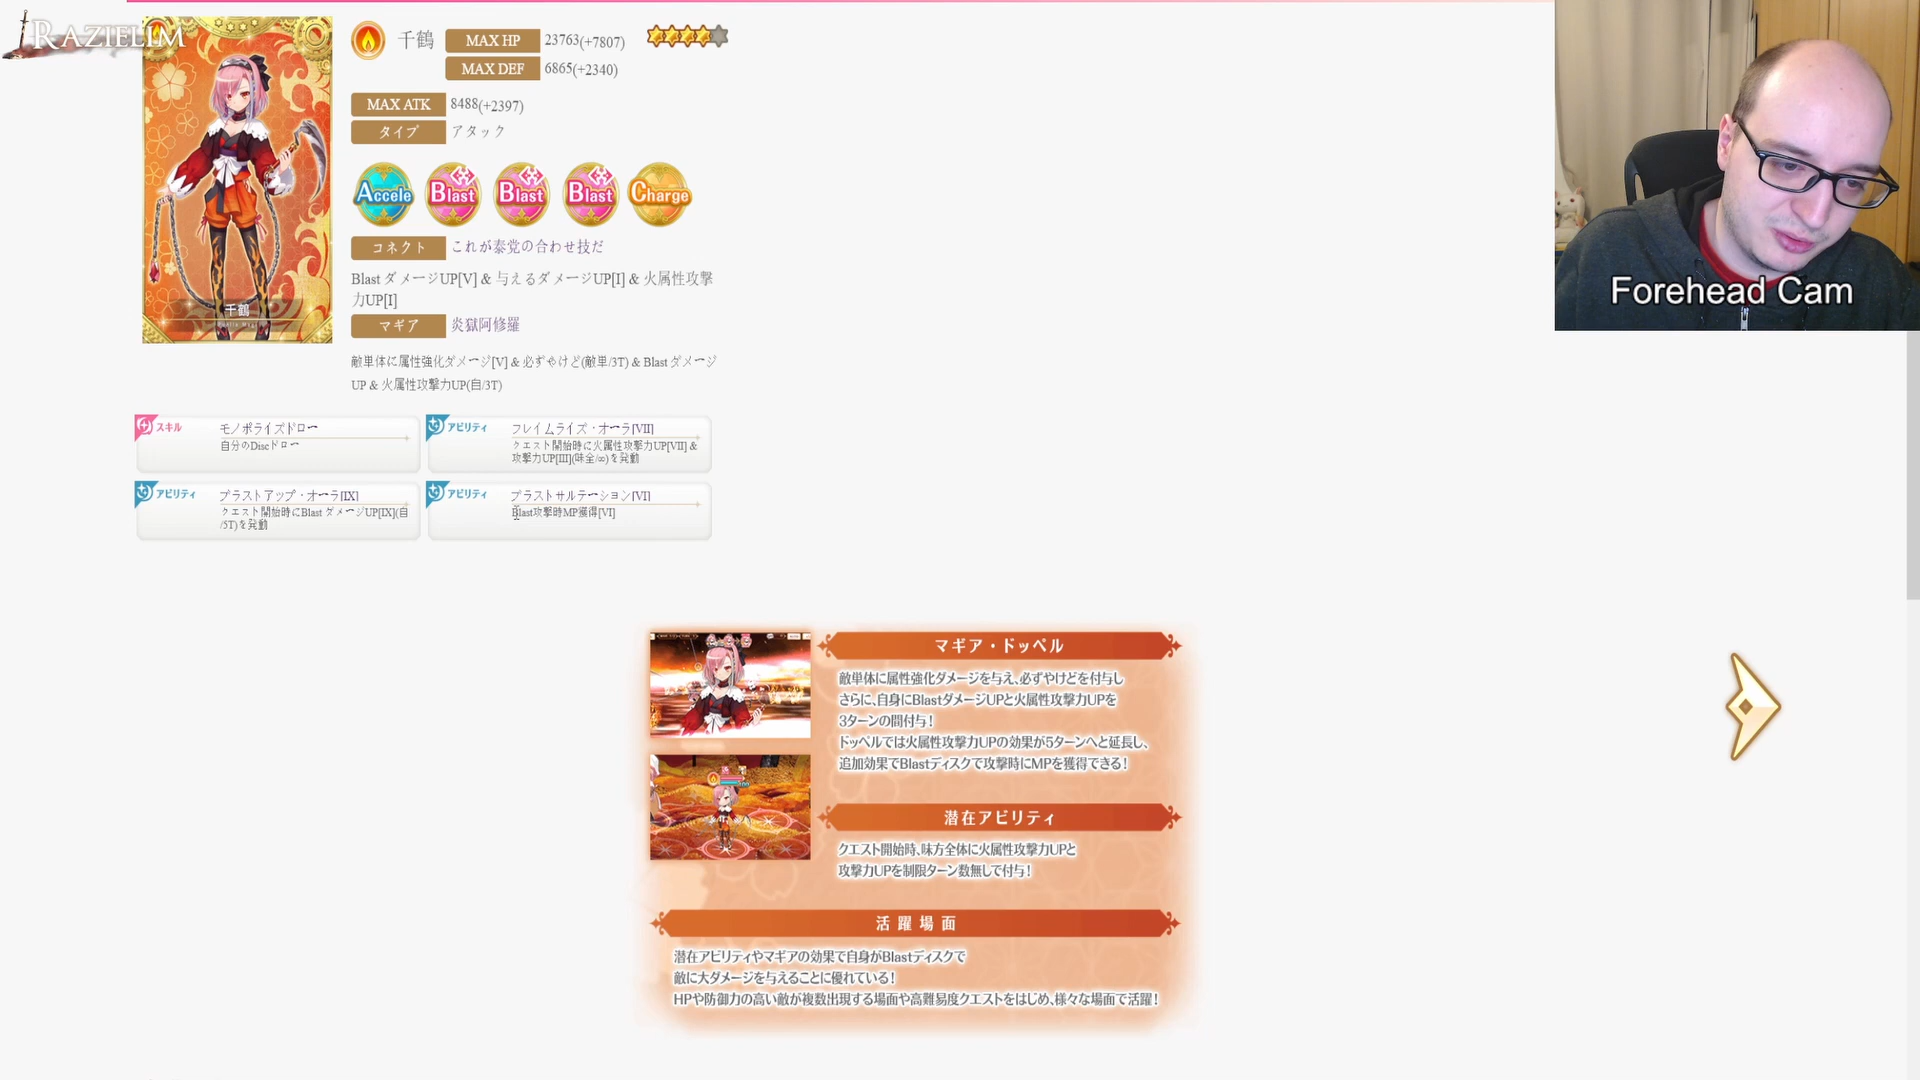 RAZIELIM
千鶴
MAX HP 23763(+7807)
MAX DEF 6865(+2340)
MAX ATK 8488(+2397)
タイプ アタック
Accele Blast Blast Blast Charge
千鶴
コネクト これが泰党の合わせ技だ
Blast ダメージUP[V] & 与えるダメージUP[I] & 火属性攻撃
力UP[I]
マギア 炎獄阿修羅
敵単体に属性強化ダメージ[V] & 必ずやけど(敵単/3T) & Blast ダメージ
UP & 火属性攻撃力UP(自/3T)
スキル モノポライズドロー
自分のDiscドロー
アビリティ フレイムライズ・オーラ[VII]
クエスト開始時に火属性攻撃力UP[VII] &
攻撃力UP[III](味全/∞)を発動
アビリティ ブラストアップ・オーラ[IX]
クエスト開始時にBlast ダメージUP[IX](自
/5T)を発動
アビリティ ブラストサルテーション[VI]
Blast攻撃時MP獲得[VI]
Forehead Cam
マギア・ドッペル
敵単体に属性強化ダメージを与え、必ずやけどを付与し
さらに、自身にBlastダメージUPと火属性攻撃力UPを
3ターンの間付与!
ドッペルでは火属性攻撃力UPの効果が5ターンへと延長し、
追加効果でBlastディスクで攻撃時にMPを獲得できる!
潜在アビリティ
クエスト開始時、味方全体に火属性攻撃力UPと
攻撃力UPを制限ターン数無しで付与!
活躍場面
潜在アビリティやマギアの効果で自身がBlastディスクで
敵に大ダメージを与えることに優れている!
HPや防御力の高い敵が複数出現する場面や高難易度クエストをはじめ、様々な場面で活躍!